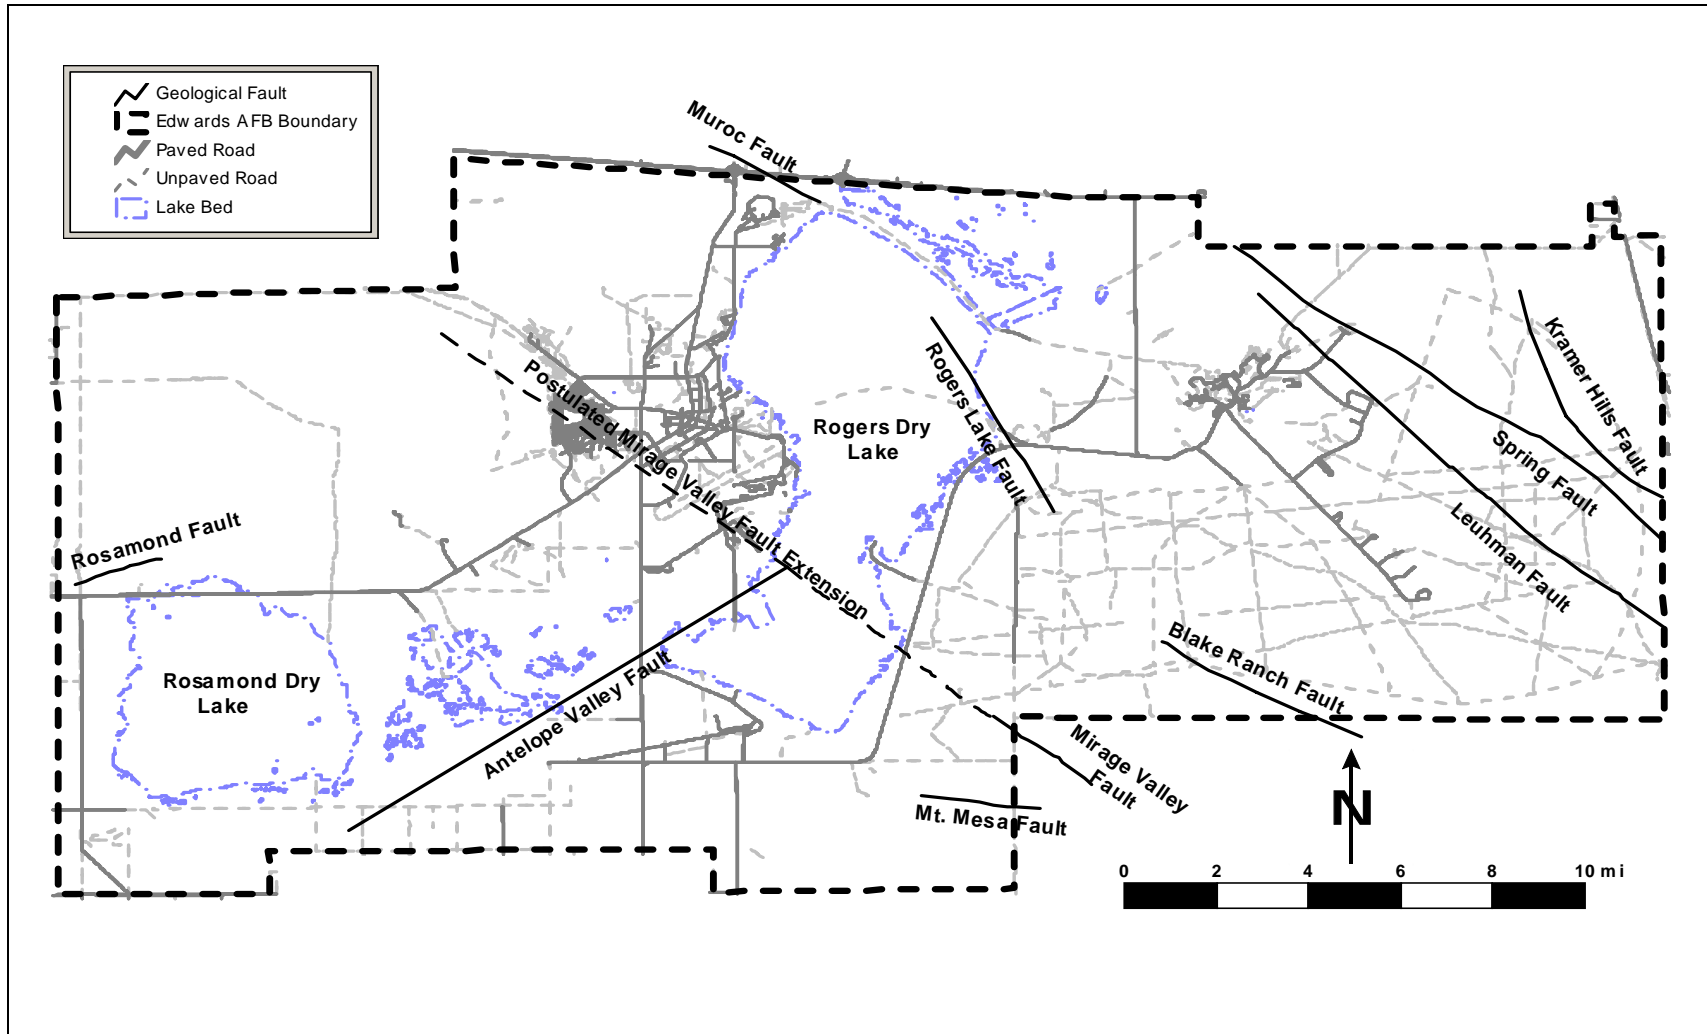 Geological Fault
Edwards AFB Boundary
Paved Road
Unpaved Road
Lake Bed
Muroc Fault
Postulated Mirage Valley Fault Extension
Rogers Lake Fault
Rogers Dry
Lake
Kramer Hills Fault
Spring Fault
Leuhman Fault
Rosamond Fault
Rosamond Dry
Lake
Antelope Valley Fault
Blake Ranch Fault
Mirage Valley
Fault
Mt. Mesa Fault
N
0 2 4 6 8 10 mi